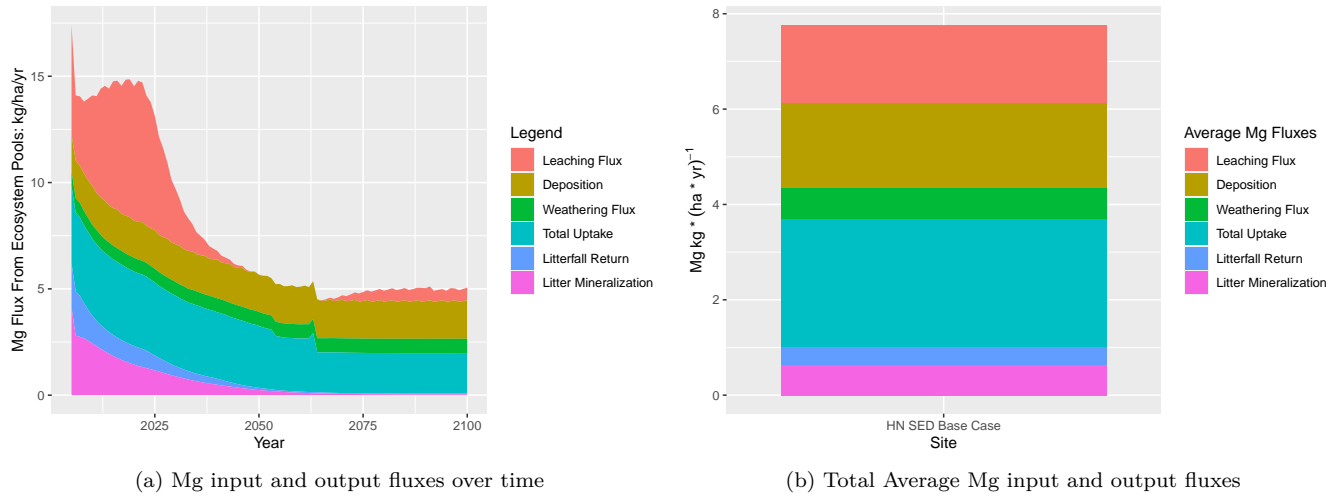 Mg Flux From Ecosystem Pools: kg/ha/yr
15
10
5
0
2025
2050
2075
2100
Year
Legend
Leaching Flux
Deposition
Weathering Flux
Total Uptake
Litterfall Return
Litter Mineralization
(a) Mg input and output fluxes over time
Mg kg * (ha * yr)⁻¹
8
6
4
2
0
HN SED Base Case
Site
Average Mg Fluxes
Leaching Flux
Deposition
Weathering Flux
Total Uptake
Litterfall Return
Litter Mineralization
(b) Total Average Mg input and output fluxes